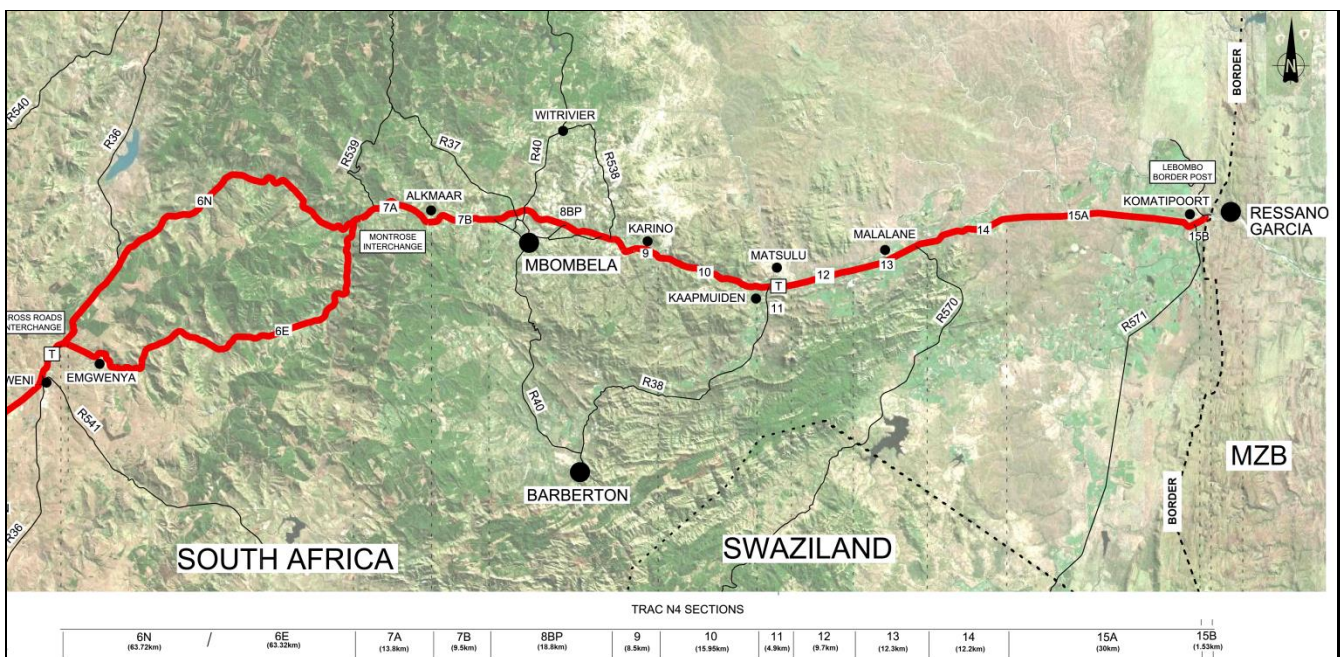 R540
R36
R539
R37
WITRIVIER
R40
R538
6N
7A
ALKMAAR
7B
8BP
KARINO
9
MONTROSE
INTERCHANGE
MBOMBELA
10
MATSULU
T
KAAPMUIDEN
11
12
MALALANE
13
14
15A
LEBOMBO
BORDER POST
KOMATIPOORT
15B
RESSANO
GARCIA
BORDER
N
ROSS ROADS
INTERCHANGE
T
WENI
EMGWENYA
6E
R541
R36
R40
R38
BARBERTON
R570
R571
SOUTH AFRICA
SWAZILAND
MZB
BORDER
TRAC N4 SECTIONS
6N / 6E 7A 7B 8BP 9 10 11 12 13 14 15A 15B
(63.72km) (63.32km) (13.8km) (9.5km) (18.8km) (8.5km) (15.95km) (4.9km) (9.7km) (12.3km) (12.2km) (30km) (1.53km)